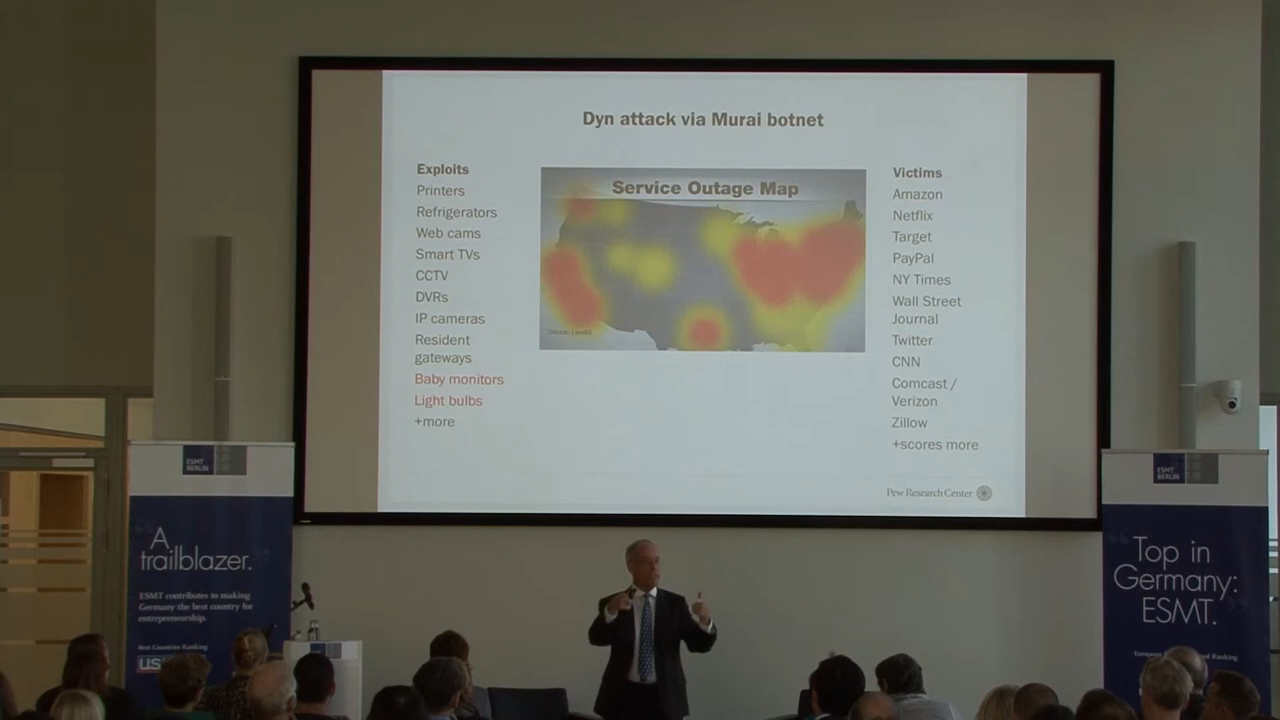 Dyn attack via Murai botnet
Exploits
Printers
Refrigerators
Web cams
Smart TVs
CCTV
DVRs
IP cameras
Resident
gateways
Baby monitors
Light bulbs
+more
Service Outage Map
Victims
Amazon
Netflix
Target
PayPal
NY Times
Wall Street
Journal
Twitter
CNN
Comcast /
Verizon
Zillow
+scores more
Pew Research Center
ESMT
BERLIN
“A
trailblazer.”
ESMT contributes to making
Germany the best country for
entrepreneurship.
Best Countries Ranking
US
ESMT
BERLIN
“Top in
Germany:
ESMT.”
European
Ranking